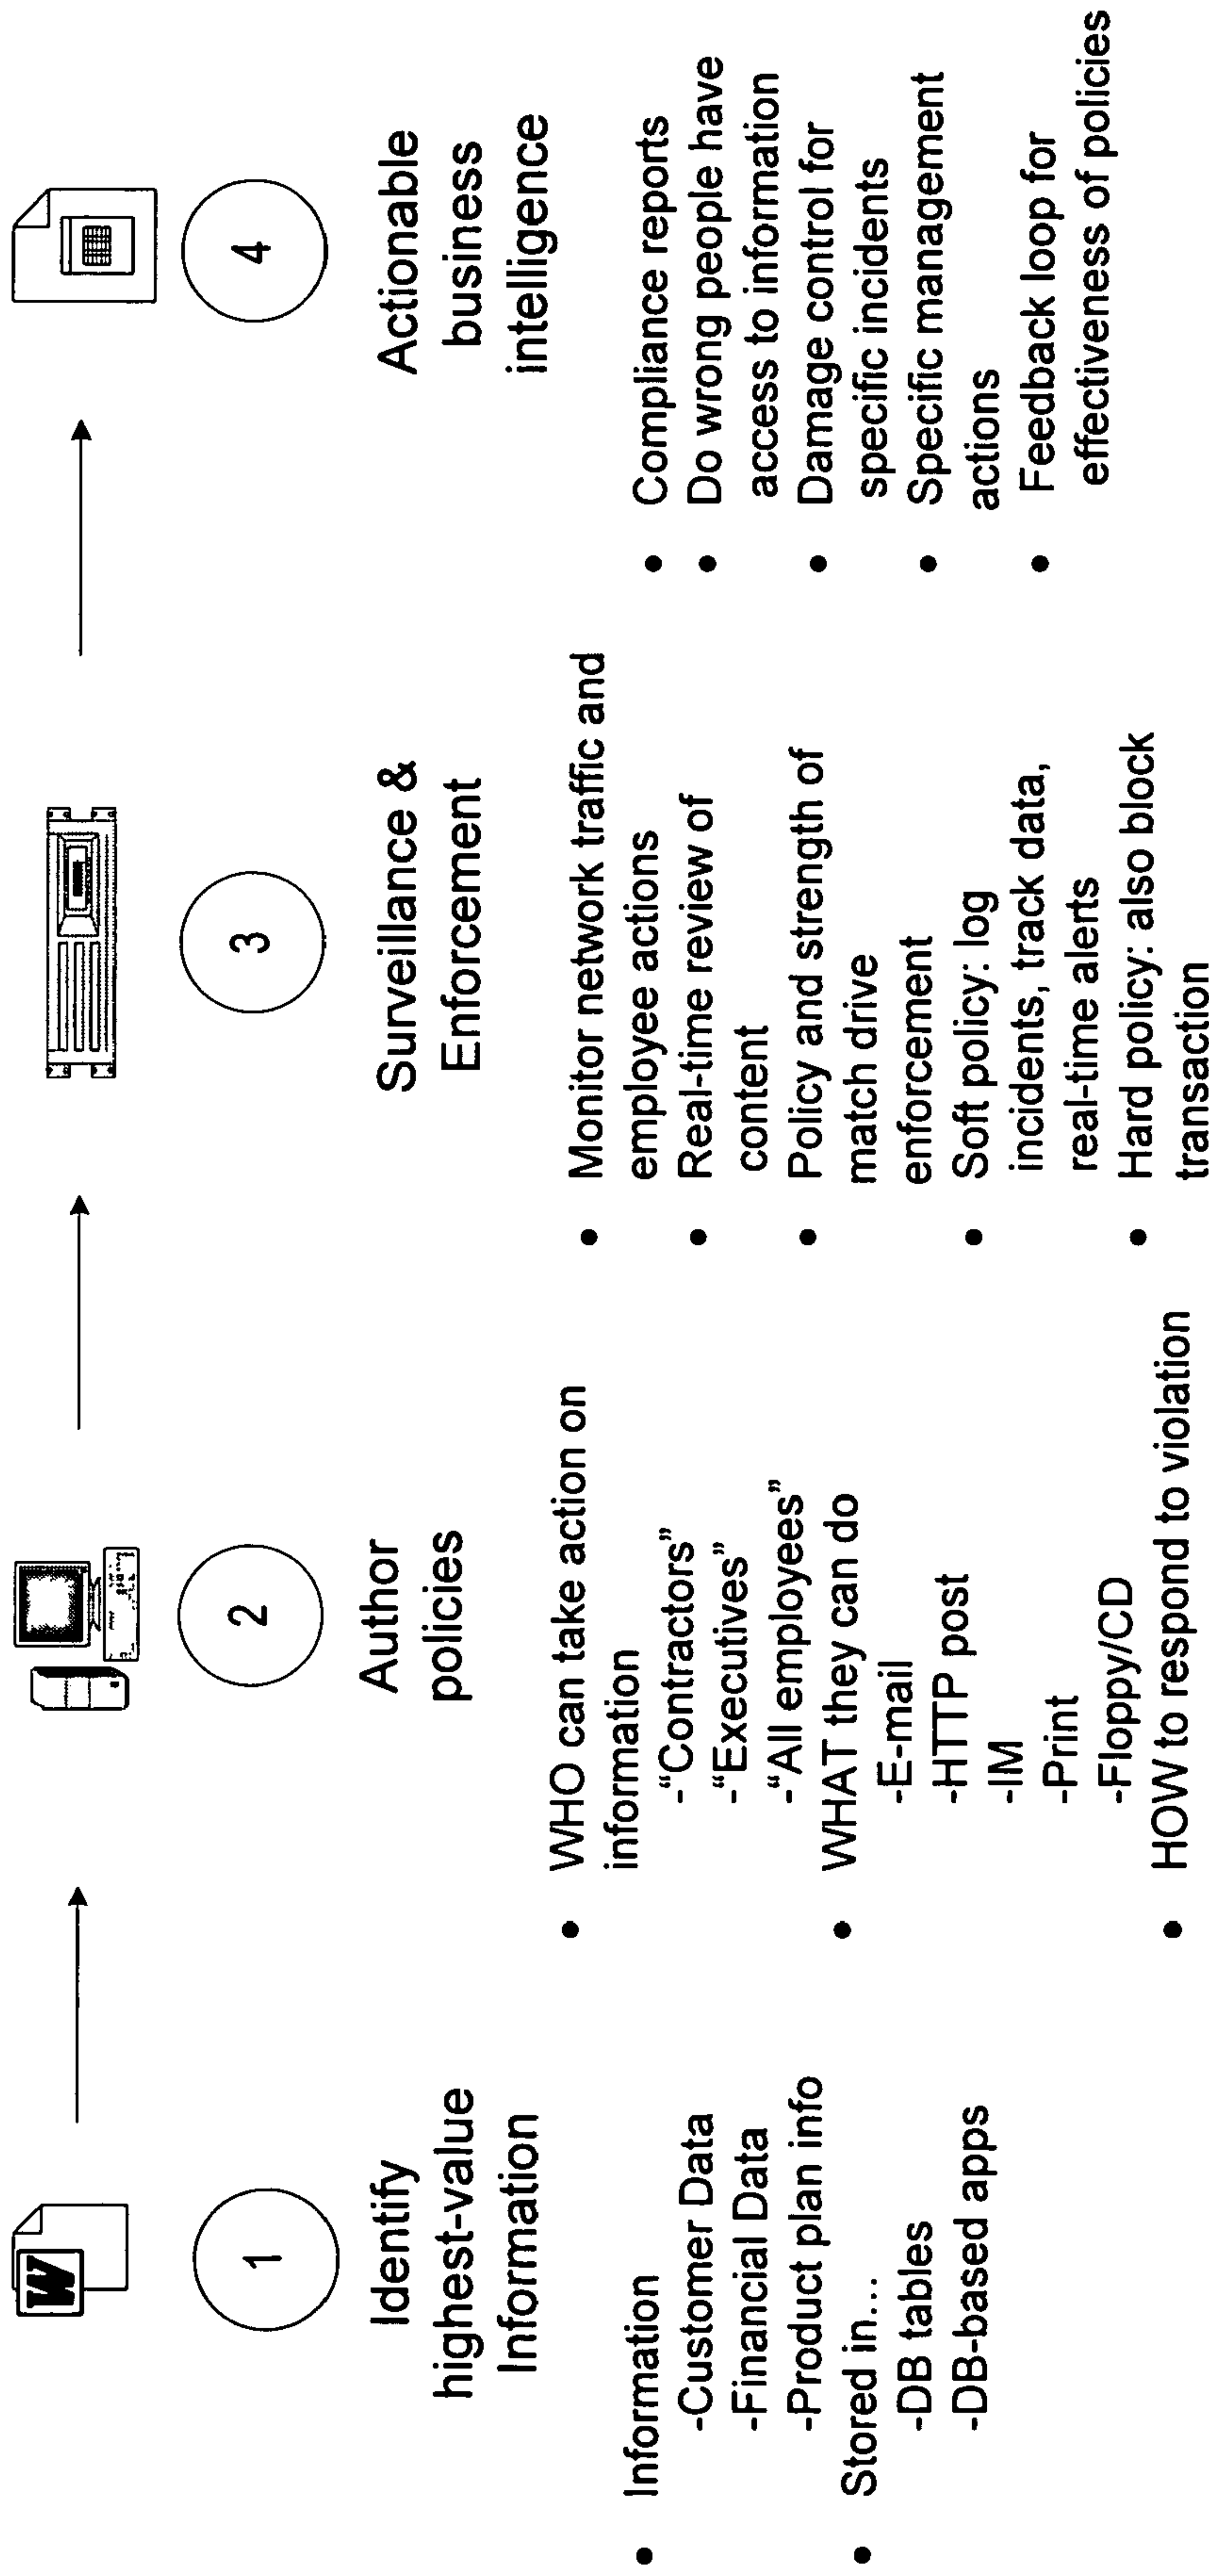 W
1
Identify
highest-value
Information
• Information
-Customer Data
-Financial Data
-Product plan info
• Stored in...
-DB tables
-DB-based apps
2
Author
policies
• WHO can take action on
information
-“Contractors”
-“Executives”
-“All employees”
• WHAT they can do
-E-mail
-HTTP post
-IM
-Print
-Floppy/CD
• HOW to respond to violation
3
Surveillance &
Enforcement
• Monitor network traffic and
employee actions
• Real-time review of
content
• Policy and strength of
match drive
enforcement
• Soft policy: log
incidents, track data,
real-time alerts
• Hard policy: also block
transaction
4
Actionable
business
intelligence
• Compliance reports
• Do wrong people have
access to information
• Damage control for
specific incidents
• Specific management
actions
• Feedback loop for
effectiveness of policies